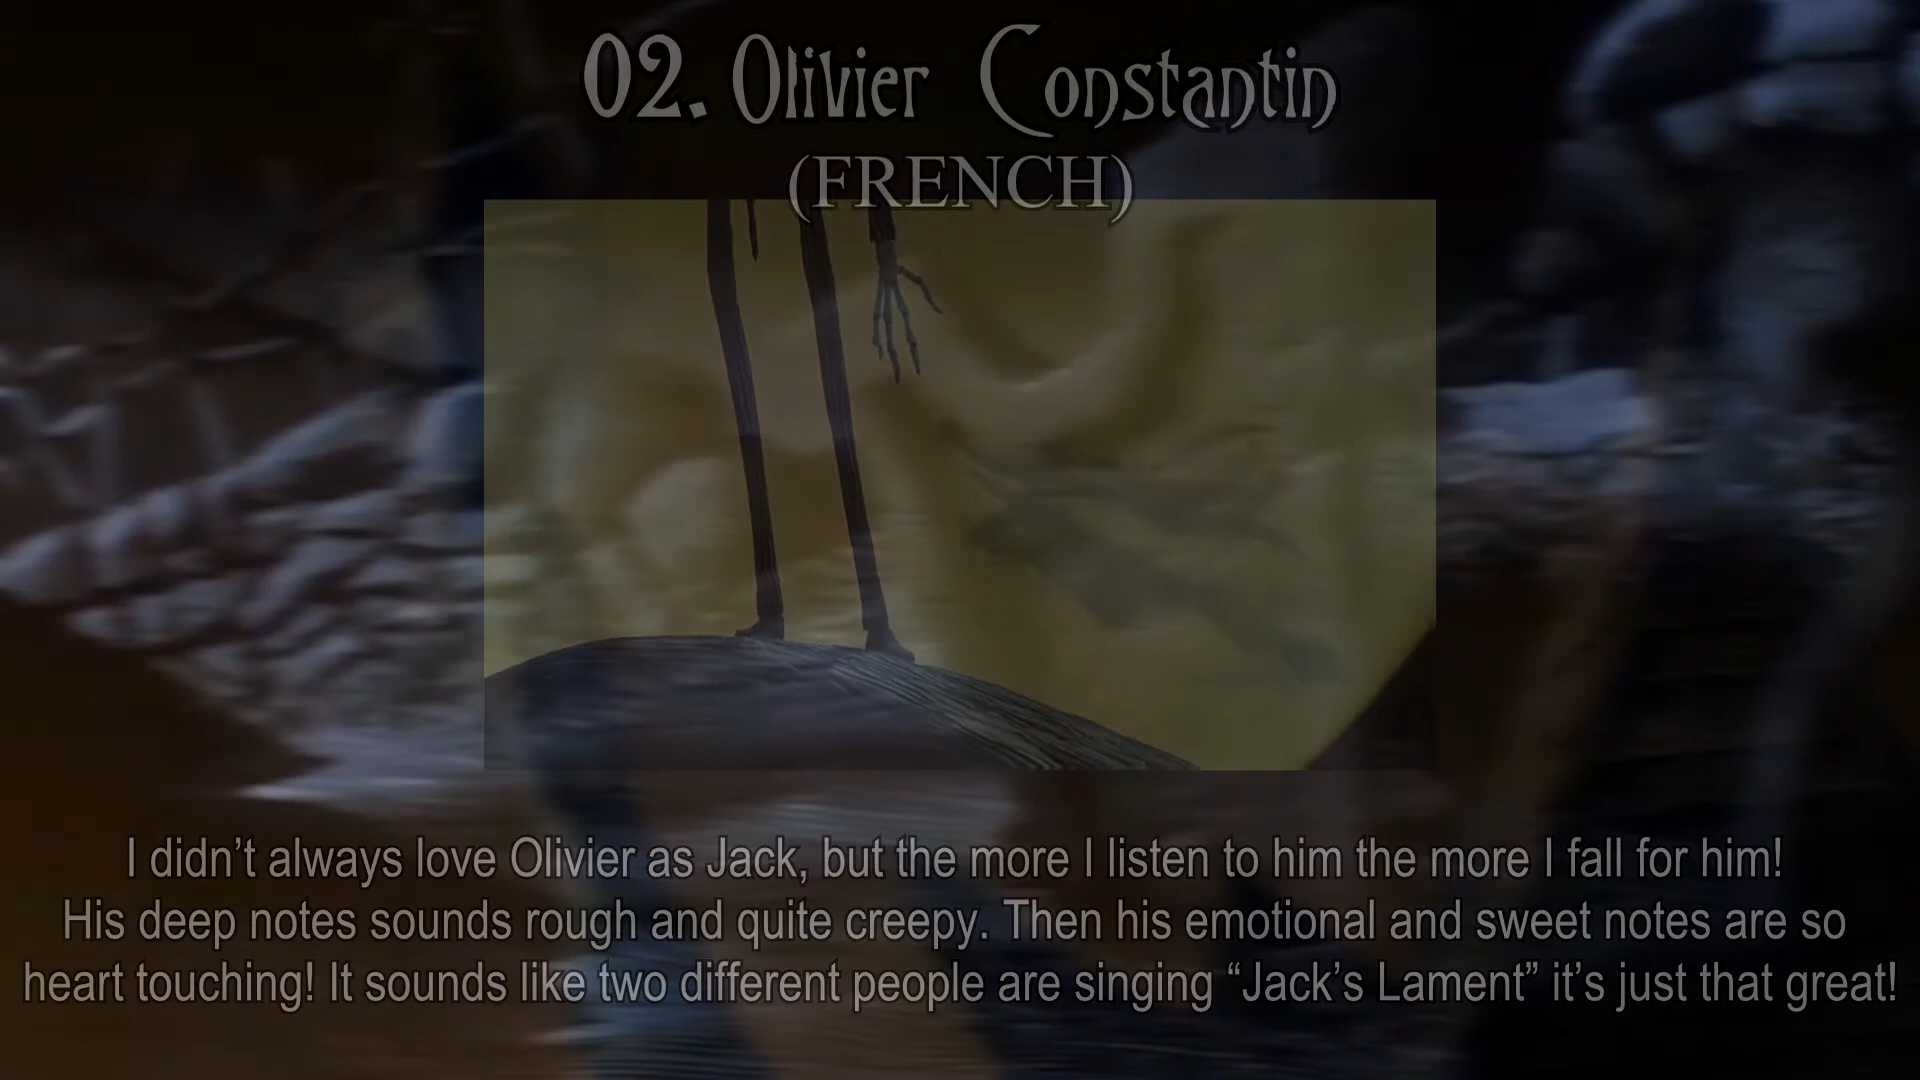 02. Olivier Constantin
(FRENCH)
I didn’t always love Olivier as Jack, but the more I listen to him the more I fall for him!
His deep notes sounds rough and quite creepy. Then his emotional and sweet notes are so
heart touching! It sounds like two different people are singing “Jack’s Lament” it’s just that great!